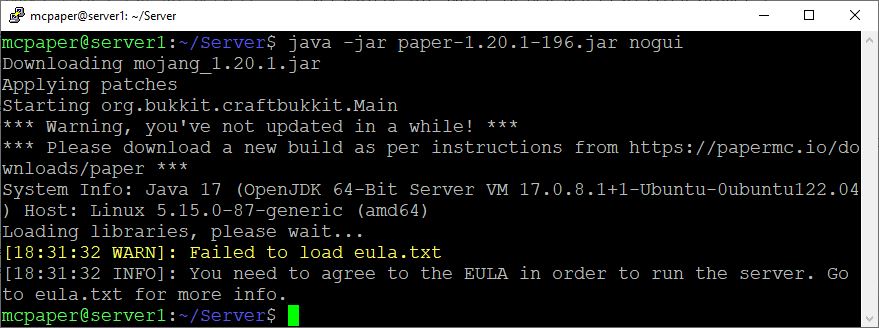 mcpaper@server1: ~/Server
mcpaper@server1:~/Server$ java -jar paper-1.20.1-196.jar nogui
Downloading mojang_1.20.1.jar
Applying patches
Starting org.bukkit.craftbukkit.Main
*** Warning, you've not updated in a while! ***
*** Please download a new build as per instructions from https://papermc.io/do
wnloads/paper ***
System Info: Java 17 (OpenJDK 64-Bit Server VM 17.0.8.1+1-Ubuntu-0ubuntu122.04
) Host: Linux 5.15.0-87-generic (amd64)
Loading libraries, please wait...
[18:31:32 WARN]: Failed to load eula.txt
[18:31:32 INFO]: You need to agree to the EULA in order to run the server. Go
to eula.txt for more info.
mcpaper@server1:~/Server$